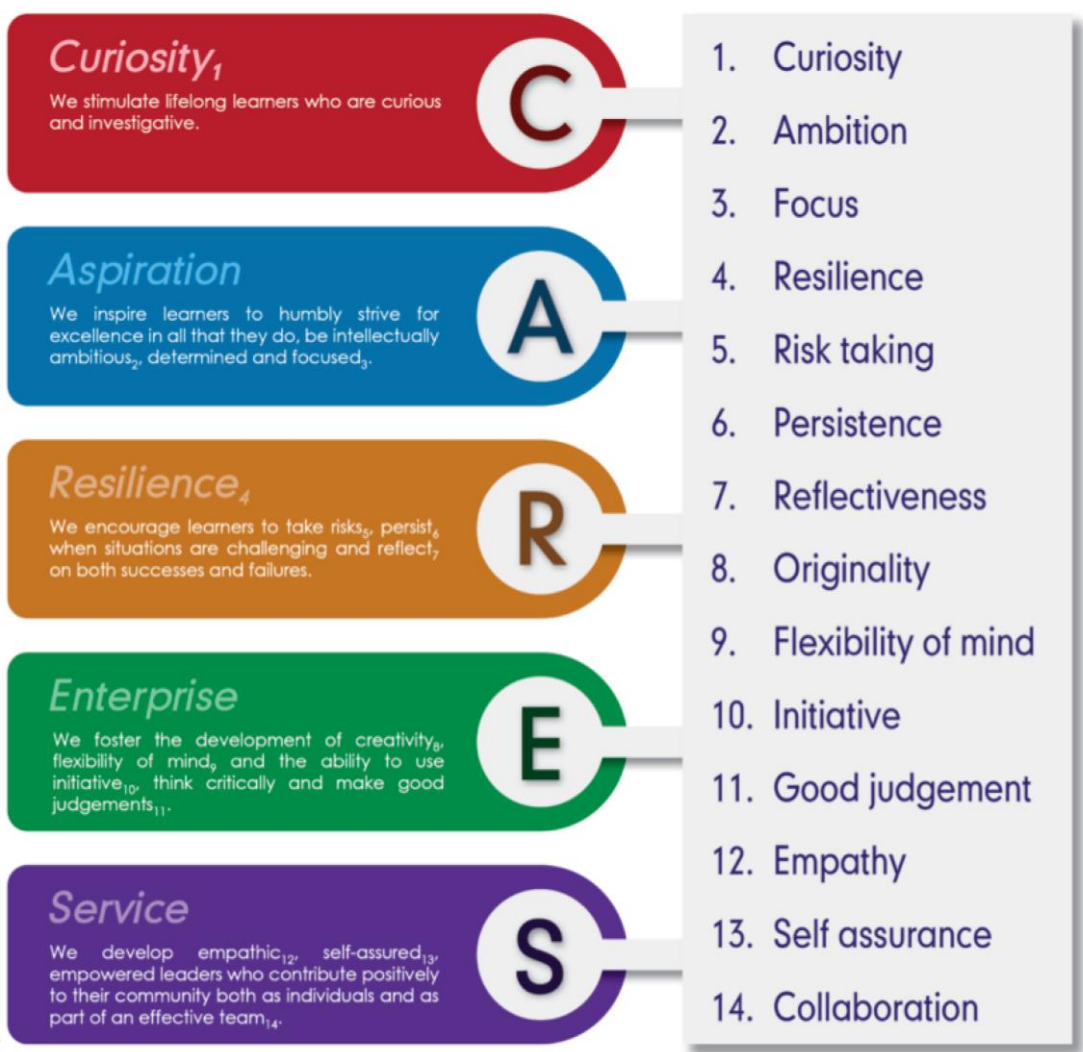 Curiosity₁
We stimulate lifelong learners who are curious
and investigative.
C
Aspiration
We inspire learners to humbly strive for
excellence in all that they do, be intellectually
ambitious₂, determined and focused₃.
A
Resilience₄
We encourage learners to take risks₅, persist₆
when situations are challenging and reflect₇
on both successes and failures.
R
Enterprise
We foster the development of creativity₈,
flexibility of mind₉ and the ability to use
initiative₁₀, think critically and make good
judgements₁₁.
E
Service
We develop empathic₁₂, self-assured₁₃,
empowered leaders who contribute positively
to their community both as individuals and as
part of an effective team₁₄.
S
1. Curiosity
2. Ambition
3. Focus
4. Resilience
5. Risk taking
6. Persistence
7. Reflectiveness
8. Originality
9. Flexibility of mind
10. Initiative
11. Good judgement
12. Empathy
13. Self assurance
14. Collaboration